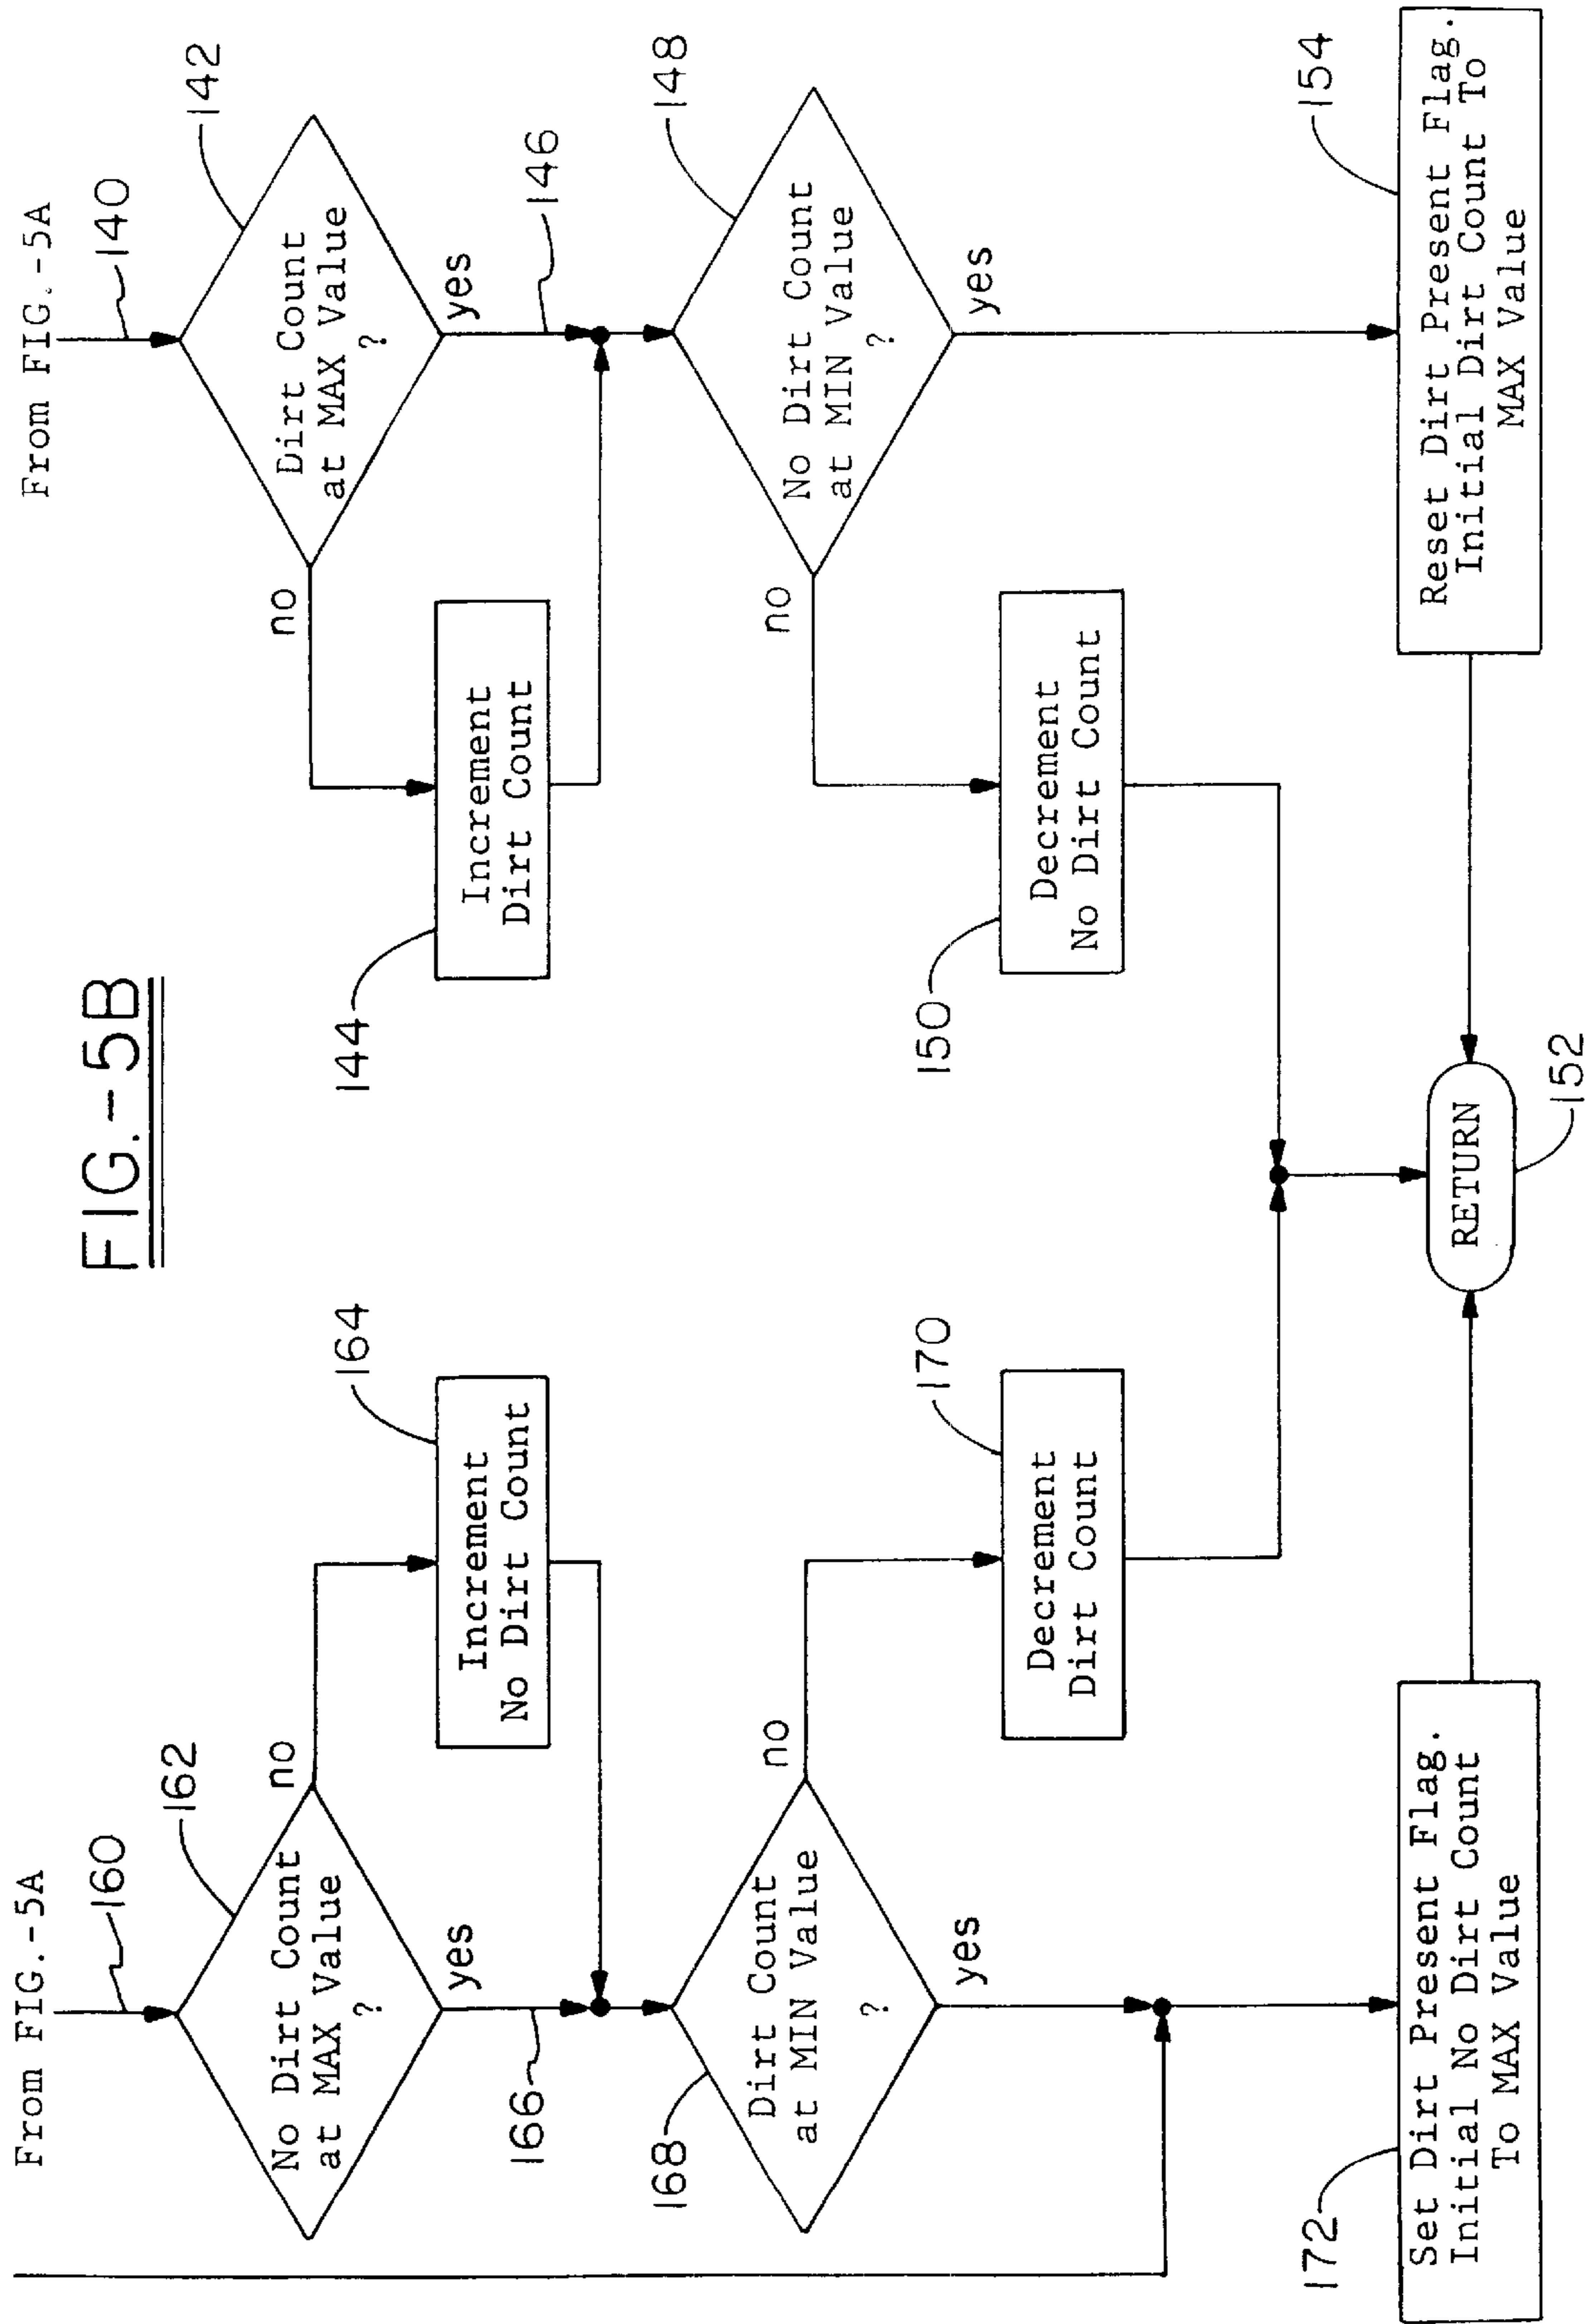 FIG.-5B
From FIG.-5A
160
No Dirt Count
at MAX Value
?
162
no
yes
Increment
No Dirt Count
164
166
Dirt Count
at MIN Value
?
168
no
yes
Decrement
Dirt Count
170
Set Dirt Present Flag.
Initial No Dirt Count
To MAX Value
172
From FIG.-5A
140
Dirt Count
at MAX Value
?
142
no
yes
Increment
Dirt Count
144
146
No Dirt Count
at MIN Value
?
148
no
yes
Decrement
No Dirt Count
150
RETURN
152
Reset Dirt Present Flag.
Initial Dirt Count To
MAX Value
154